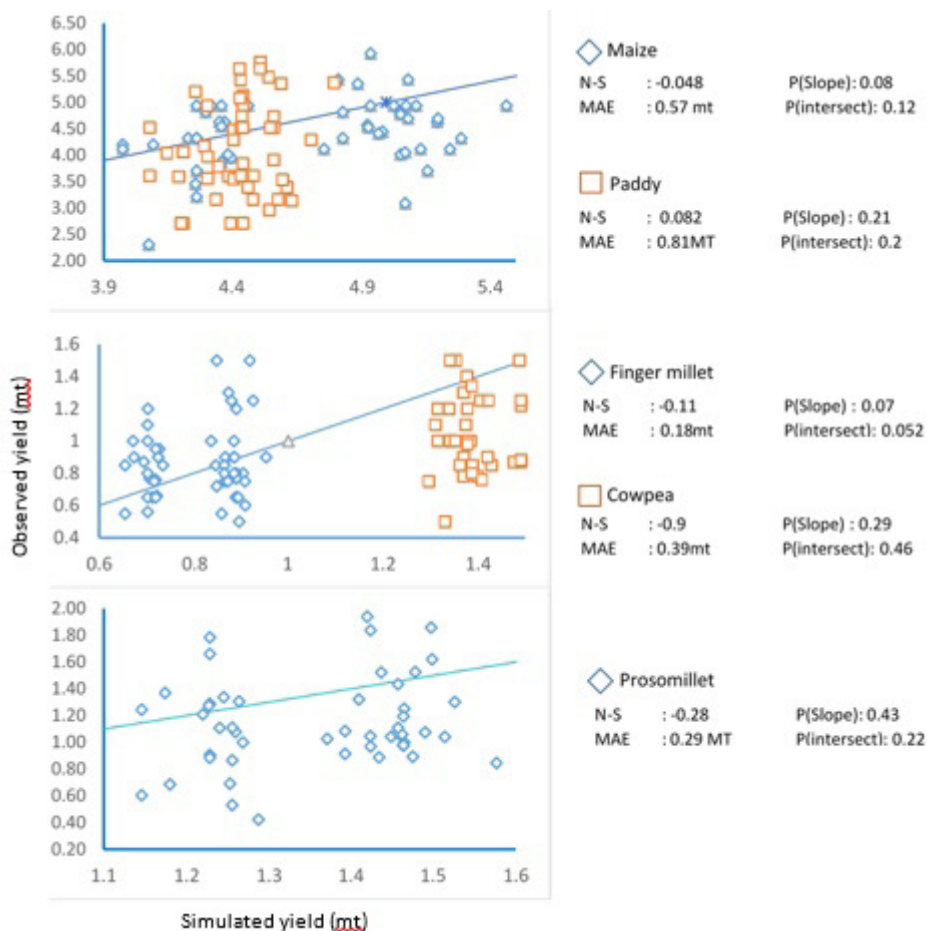 6.50
6.00
5.50
5.00
4.50
4.00
3.50
3.00
2.50
2.00
3.9 4.4 4.9 5.4
Maize
N-S : -0.048 P(Slope): 0.08
MAE : 0.57 mt P(intersect): 0.12
Paddy
N-S : 0.082 P(Slope) : 0.21
MAE : 0.81MT P(intersect): 0.2
Observed yield (mt)
1.6
1.4
1.2
1
0.8
0.6
0.4
0.6 0.8 1 1.2 1.4
Finger millet
N-S : -0.11 P(Slope) : 0.07
MAE : 0.18mt P(intersect): 0.052
Cowpea
N-S : -0.9 P(Slope) : 0.29
MAE : 0.39mt P(intersect): 0.46
2.00
1.80
1.60
1.40
1.20
1.00
0.80
0.60
0.40
0.20
1.1 1.2 1.3 1.4 1.5 1.6
Prosomillet
N-S : -0.28 P(Slope): 0.43
MAE : 0.29 MT P(intersect): 0.22
Simulated yield (mt)